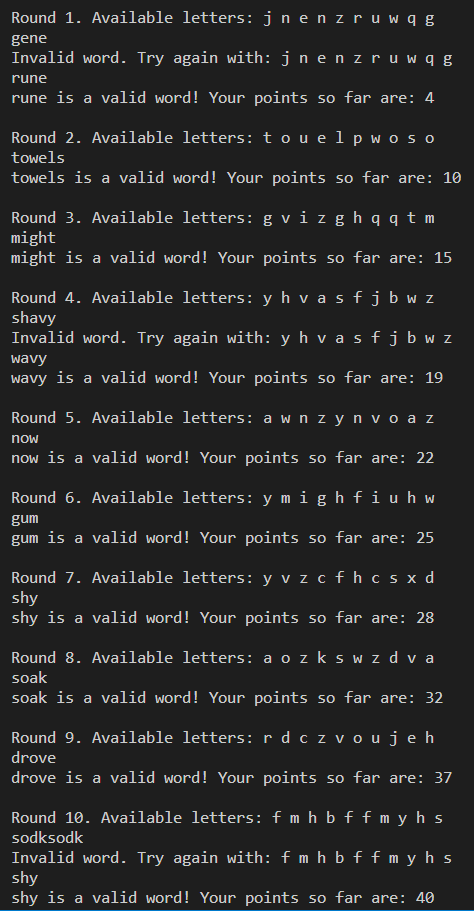 Round 1. Available letters: j n e n z r u w q g
gene
Invalid word. Try again with: j n e n z r u w q g
rune
rune is a valid word! Your points so far are: 4
Round 2. Available letters: t o u e l p w o s o
towels
towels is a valid word! Your points so far are: 10
Round 3. Available letters: g v i z g h q q t m
might
might is a valid word! Your points so far are: 15
Round 4. Available letters: y h v a s f j b w z
shavy
Invalid word. Try again with: y h v a s f j b w z
wavy
wavy is a valid word! Your points so far are: 19
Round 5. Available letters: a w n z y n v o a z
now
now is a valid word! Your points so far are: 22
Round 6. Available letters: y m i g h f i u h w
gum
gum is a valid word! Your points so far are: 25
Round 7. Available letters: y v z c f h c s x d
shy
shy is a valid word! Your points so far are: 28
Round 8. Available letters: a o z k s w z d v a
soak
soak is a valid word! Your points so far are: 32
Round 9. Available letters: r d c z v o u j e h
drove
drove is a valid word! Your points so far are: 37
Round 10. Available letters: f m h b f f m y h s
sodksodk
Invalid word. Try again with: f m h b f f m y h s
shy
shy is a valid word! Your points so far are: 40